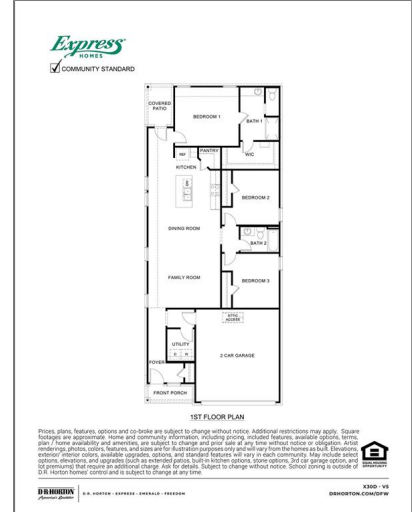 Express
HOMES
COMMUNITY STANDARD
COVERED
PATIO
BEDROOM 1
BATH 1
PANTRY
REF
WIC
KITCHEN
BEDROOM 2
DINING ROOM
BATH 2
FAMILY ROOM
BEDROOM 3
ATTIC
ACCESS
UTILITY
D W
2 CAR GARAGE
FOYER
FRONT PORCH
1ST FLOOR PLAN
Prices, plans, features, options and co-broke are subject to change without notice. Additional restrictions may apply. Square
footages are approximate. Home and community information, including pricing, included features, available options, terms,
plan / home availability and amenities, are subject to change and prior sale at any time without notice or obligation. Artist
renderings, photos, colors, features, and sizes are for illustration purposes only and will vary from the homes as built. Elevations,
exterior/ interior colors, available upgrades, options, and standard features will vary in each community. May include select
options, elevations, and upgrades (such as extended patios, built-in kitchen options, stone options, 3rd car garage option, and
lot premiums) that require an additional charge. Ask for details. Subject to change without notice. School zoning is outside of
D.R. Horton homes' control and is subject to change at any time.
EQUAL HOUSING
OPPORTUNITY
D·R·HORTON
America's Builder
D.R. HORTON - EXPRESS - EMERALD - FREEDOM
X30D - V5
DRHORTON.COM/DFW